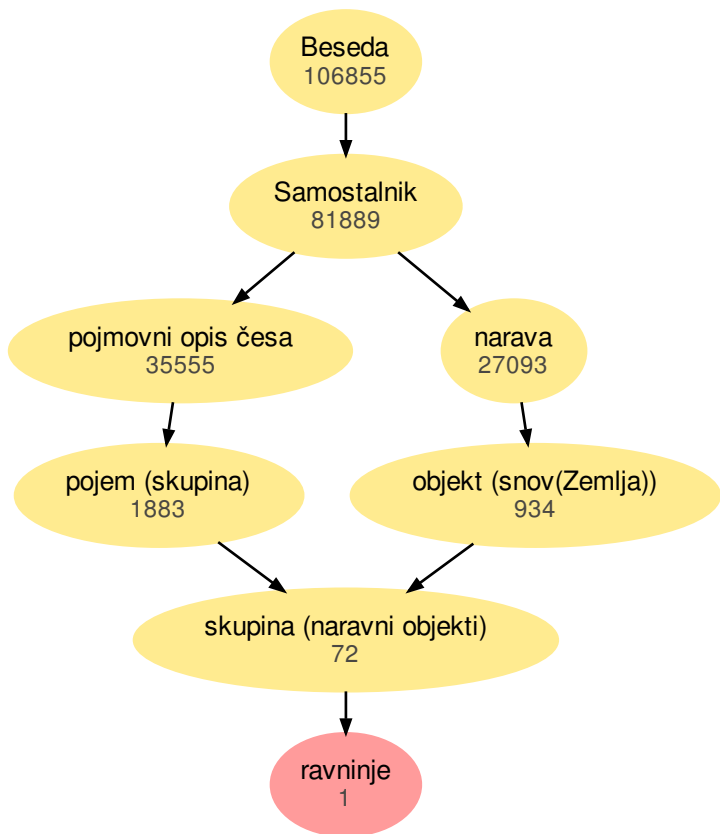 Beseda
106855
Samostalnik
81889
pojmovni opis česa
35555
narava
27093
pojem (skupina)
1883
objekt (snov(Zemlja))
934
skupina (naravni objekti)
72
ravninje
1